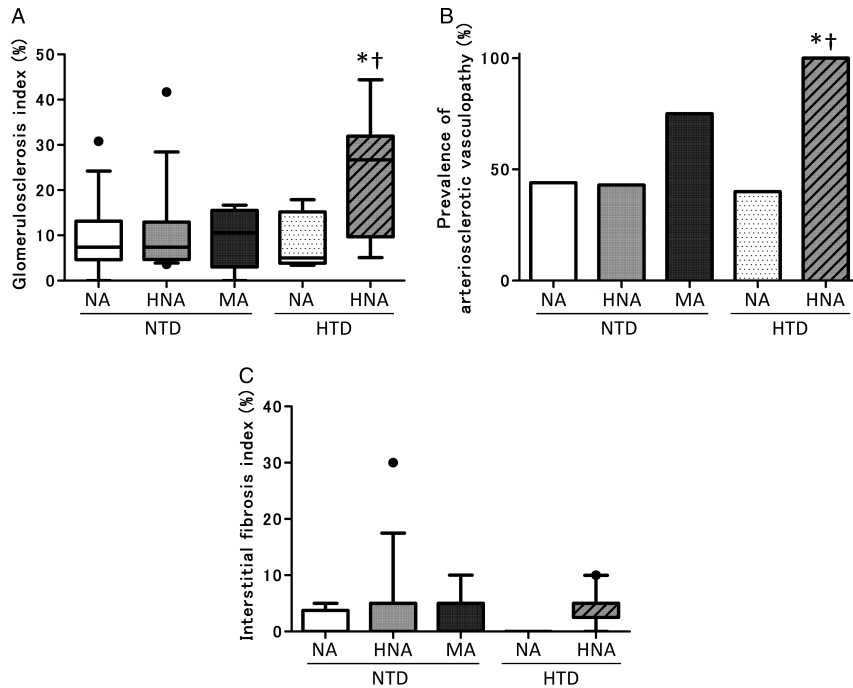 A
Glomerulosclerosis index (%)
50
40
30
20
10
0
*†
NA HNA MA NA HNA
NTD HTD
B
Prevalence of
arteriosclerotic vasculopathy (%)
100
50
0
*†
NA HNA MA NA HNA
NTD HTD
C
Interstitial fibrosis index (%)
40
30
20
10
0
NA HNA MA NA HNA
NTD HTD